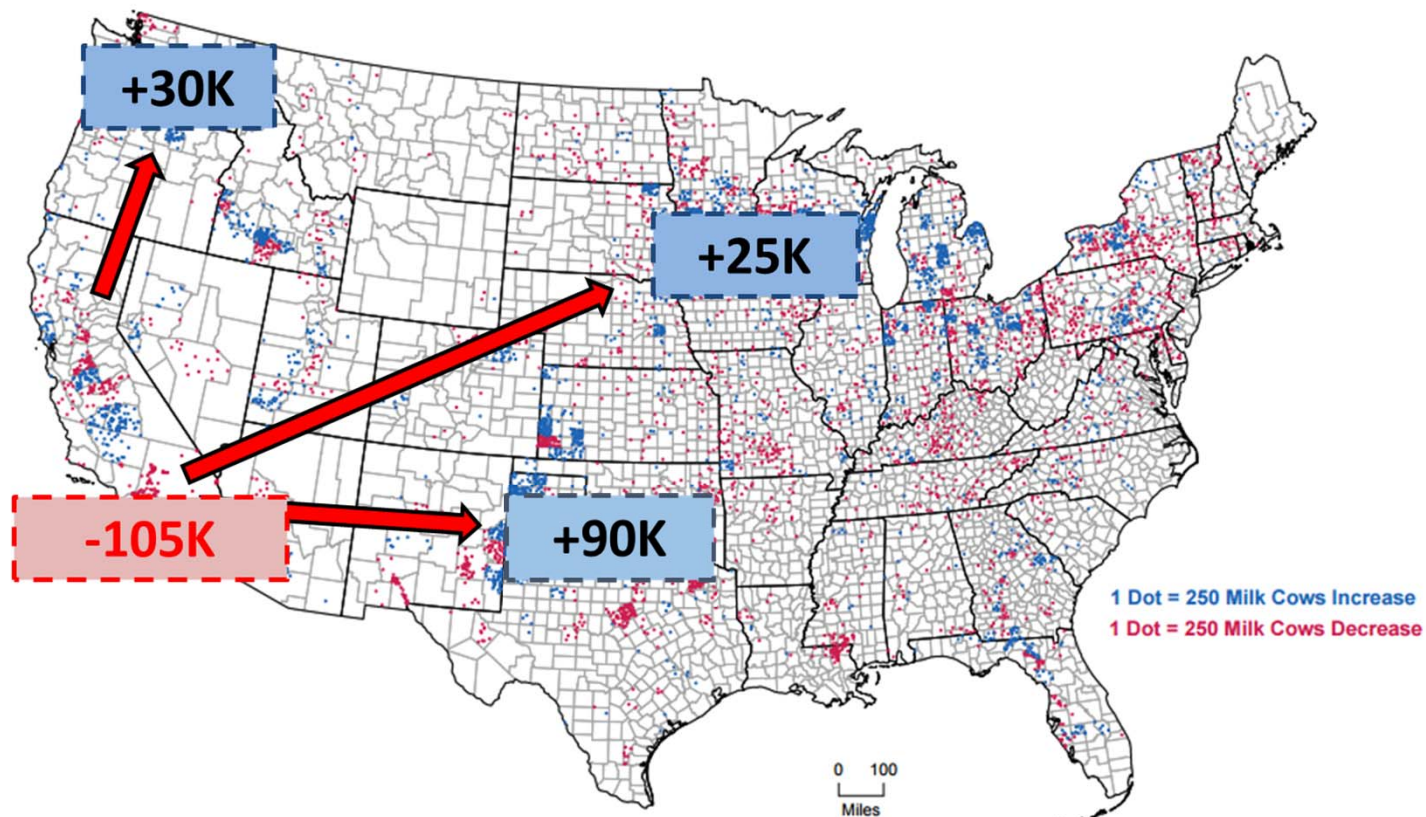 +30K
+25K
-105K
+90K
1 Dot = 250 Milk Cows Increase
1 Dot = 250 Milk Cows Decrease
0 100
Miles